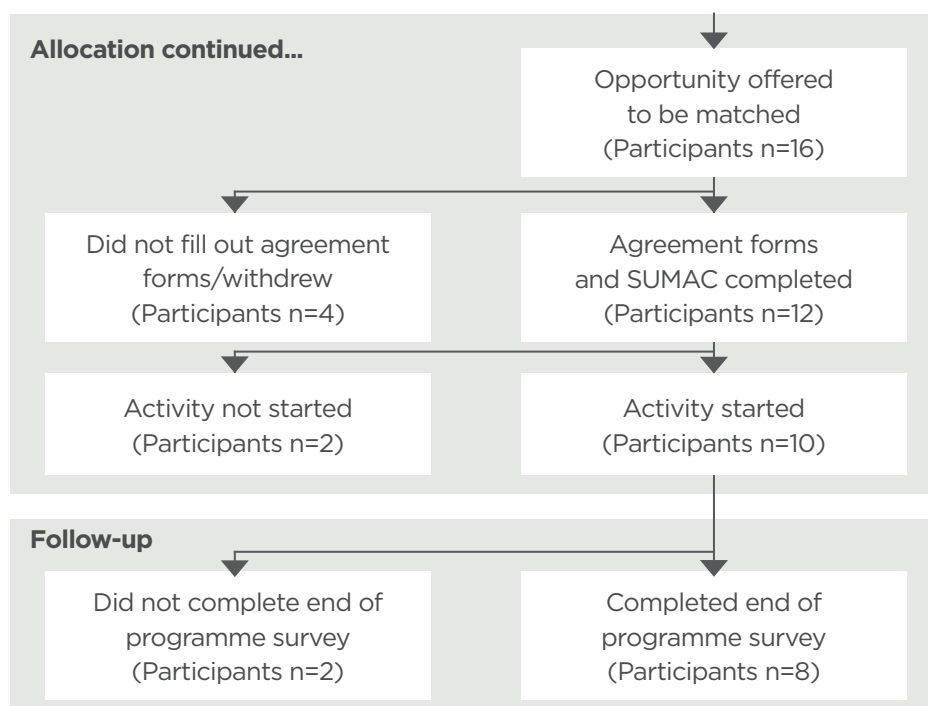 Allocation continued...
Opportunity offered
to be matched
(Participants n=16)
Did not fill out agreement
forms/withdrew
(Participants n=4)
Agreement forms
and SUMAC completed
(Participants n=12)
Activity not started
(Participants n=2)
Activity started
(Participants n=10)
Follow-up
Did not complete end of
programme survey
(Participants n=2)
Completed end of
programme survey
(Participants n=8)